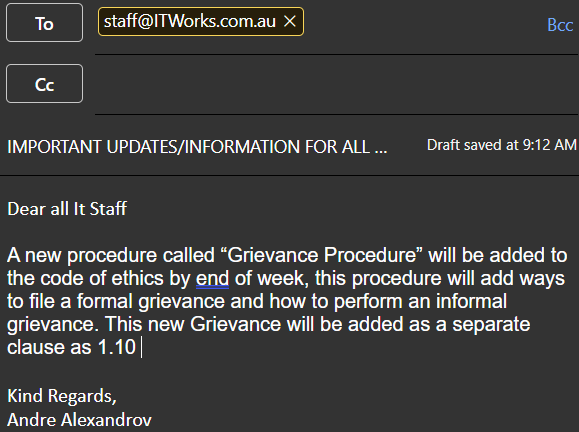 To
staff@ITWorks.com.au ×
Bcc
Cc
IMPORTANT UPDATES/INFORMATION FOR ALL ...
Draft saved at 9:12 AM
Dear all It Staff
A new procedure called “Grievance Procedure” will be added to
the code of ethics by end of week, this procedure will add ways
to file a formal grievance and how to perform an informal
grievance. This new Grievance will be added as a separate
clause as 1.10
Kind Regards,
Andre Alexandrov